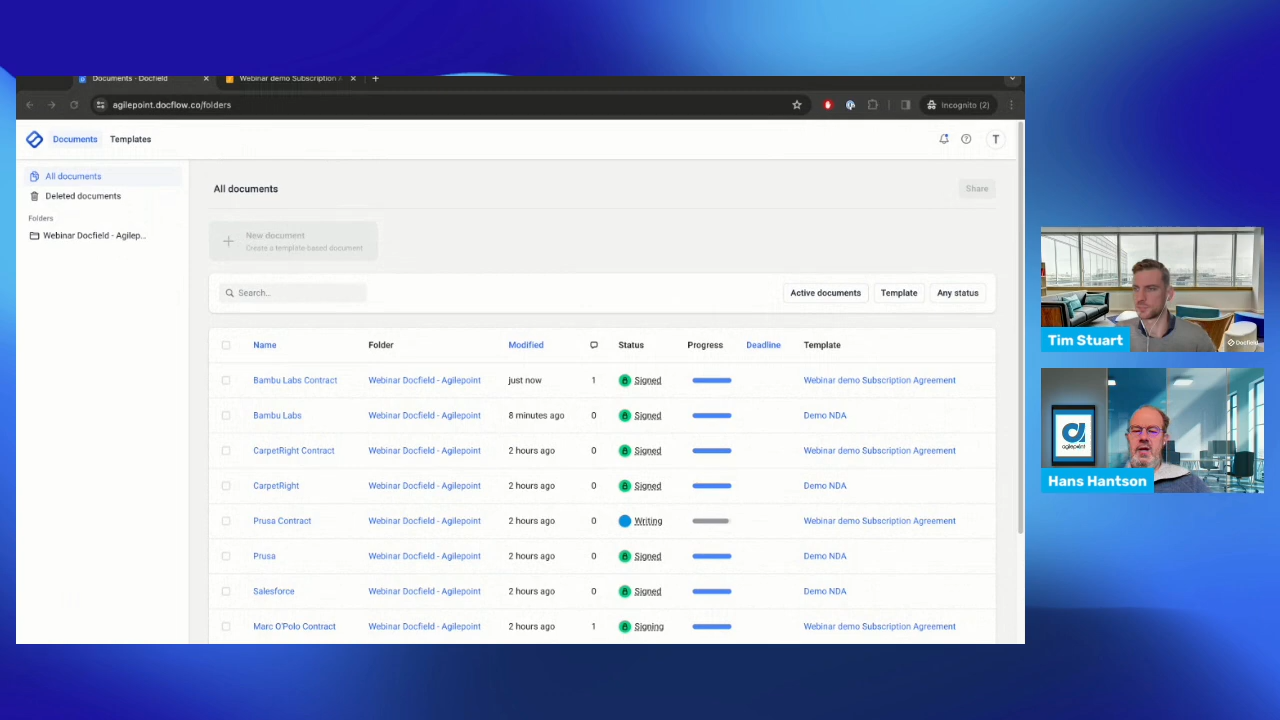 Documents - Docfield
Webinar demo Subscription A
agilepoint.docflow.co/folders
Incognito (2)
Documents Templates
T
All documents
Deleted documents
Folders
Webinar Docfield - Agilep...
All documents
Share
New document
Create a template-based document
Search...
Active documents Template Any status
Name Folder Modified Status Progress Deadline Template
Bambu Labs Contract Webinar Docfield - Agilepoint just now 1 Signed Webinar demo Subscription Agreement
Bambu Labs Webinar Docfield - Agilepoint 8 minutes ago 0 Signed Demo NDA
CarpetRight Contract Webinar Docfield - Agilepoint 2 hours ago 0 Signed Webinar demo Subscription Agreement
CarpetRight Webinar Docfield - Agilepoint 2 hours ago 0 Signed Demo NDA
Prusa Contract Webinar Docfield - Agilepoint 2 hours ago 0 Writing Webinar demo Subscription Agreement
Prusa Webinar Docfield - Agilepoint 2 hours ago 0 Signed Demo NDA
Salesforce Webinar Docfield - Agilepoint 2 hours ago 0 Signed Demo NDA
Marc O'Polo Contract Webinar Docfield - Agilepoint 2 hours ago 1 Signing Webinar demo Subscription Agreement
Tim Stuart
Docfield
agilepoint
Hans Hantson